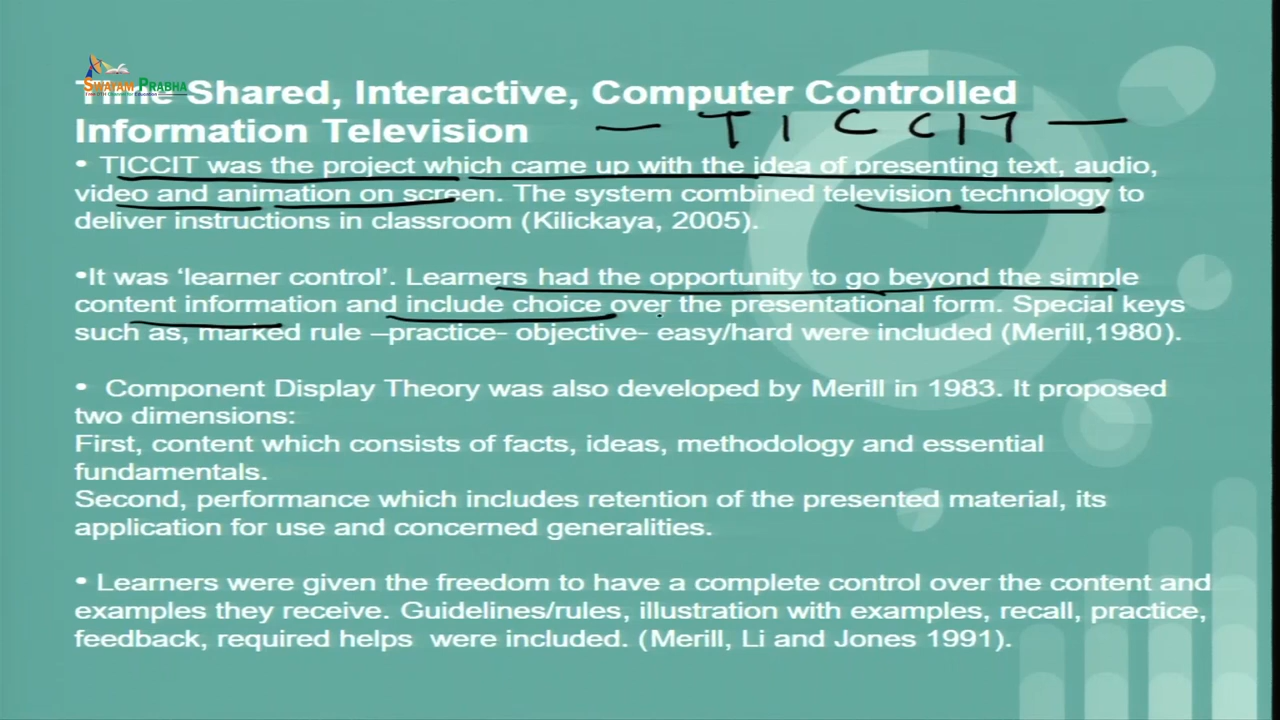 SWAYAM PRABHA
The Shared, Interactive, Computer Controlled
Information Television — TICCIT —
• TICCIT was the project which came up with the idea of presenting text, audio,
video and animation on screen. The system combined television technology to
deliver instructions in classroom (Kilickaya, 2005).
•It was ‘learner control’. Learners had the opportunity to go beyond the simple
content information and include choice over the presentational form. Special keys
such as, marked rule –practice- objective- easy/hard were included (Merill,1980).
• Component Display Theory was also developed by Merill in 1983. It proposed
two dimensions:
First, content which consists of facts, ideas, methodology and essential
fundamentals.
Second, performance which includes retention of the presented material, its
application for use and concerned generalities.
• Learners were given the freedom to have a complete control over the content and
examples they receive. Guidelines/rules, illustration with examples, recall, practice,
feedback, required helps were included. (Merill, Li and Jones 1991).